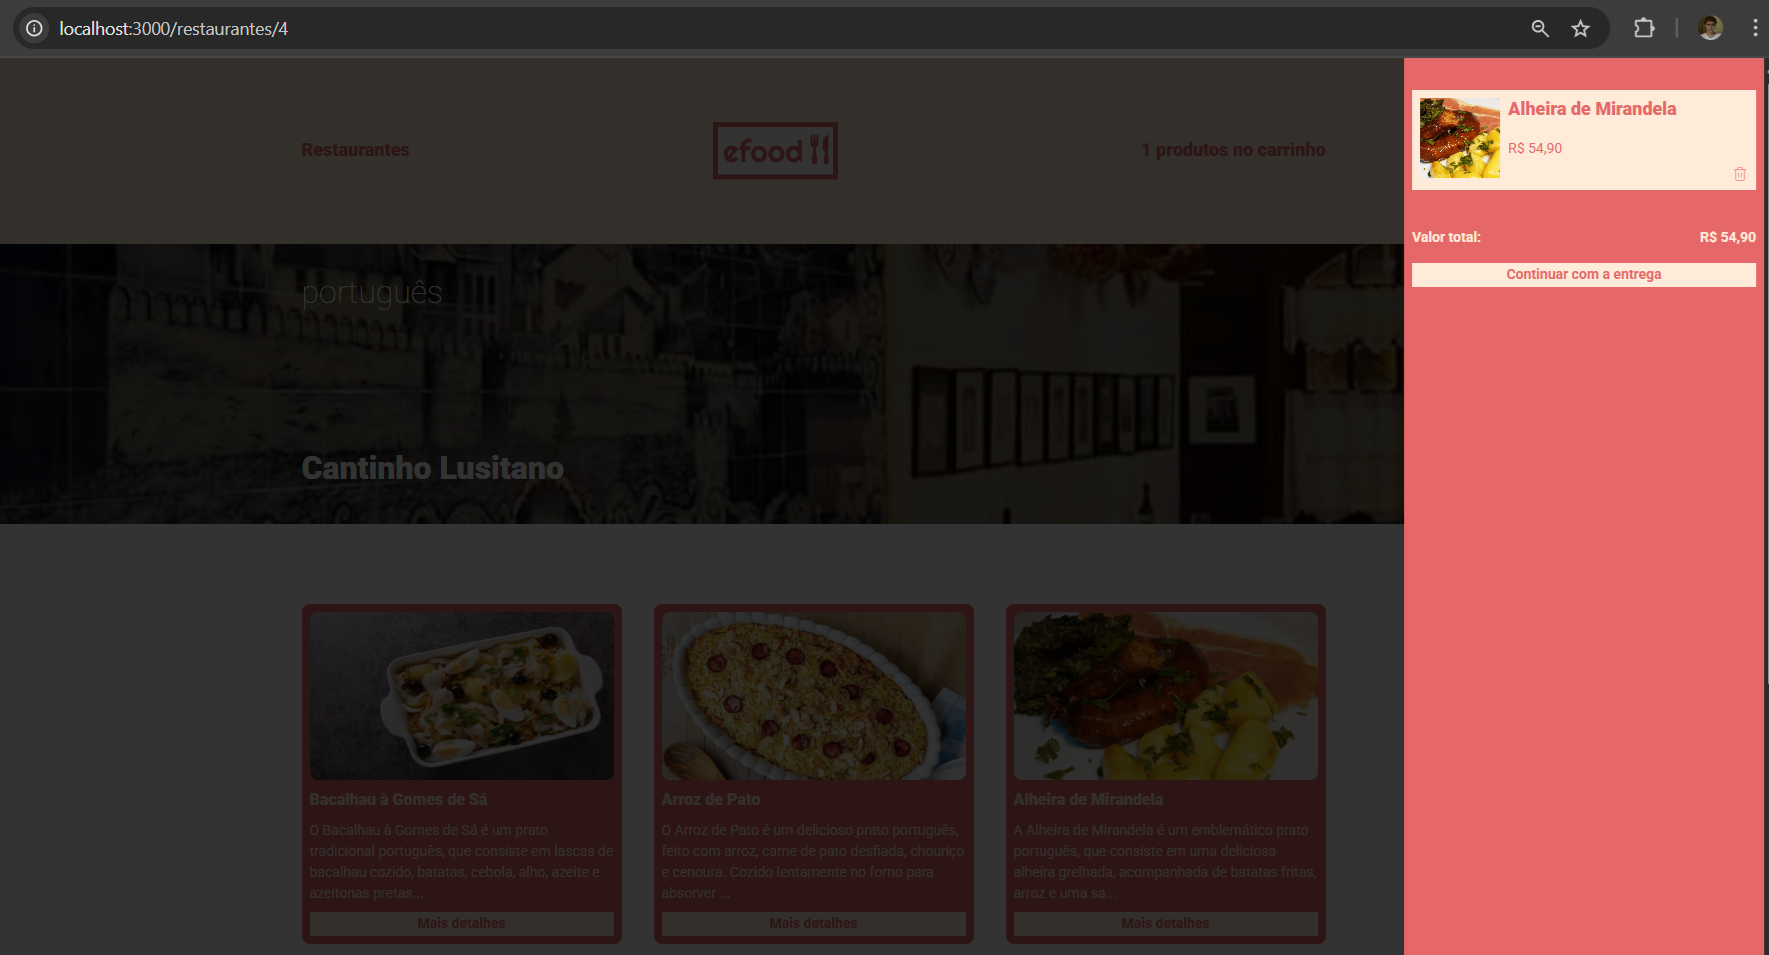 localhost:3000/restaurantes/4
Restaurantes
efood
1 produtos no carrinho
português
Cantinho Lusitano
Bacalhau à Gomes de Sá
O Bacalhau à Gomes de Sá é um prato
tradicional português, que consiste em lascas de
bacalhau cozido, batatas, cebola, alho, azeite e
azeitonas pretas...
Mais detalhes
Arroz de Pato
O Arroz de Pato é um delicioso prato português,
feito com arroz, carne de pato desfiada, chouriço
e cenoura. Cozido lentamente no forno para
absorver ...
Mais detalhes
Alheira de Mirandela
A Alheira de Mirandela é um emblemático prato
português, que consiste em uma deliciosa
alheira grelhada, acompanhada de batatas fritas,
arroz e uma sa...
Mais detalhes
Alheira de Mirandela
R$ 54,90
Valor total:
R$ 54,90
Continuar com a entrega